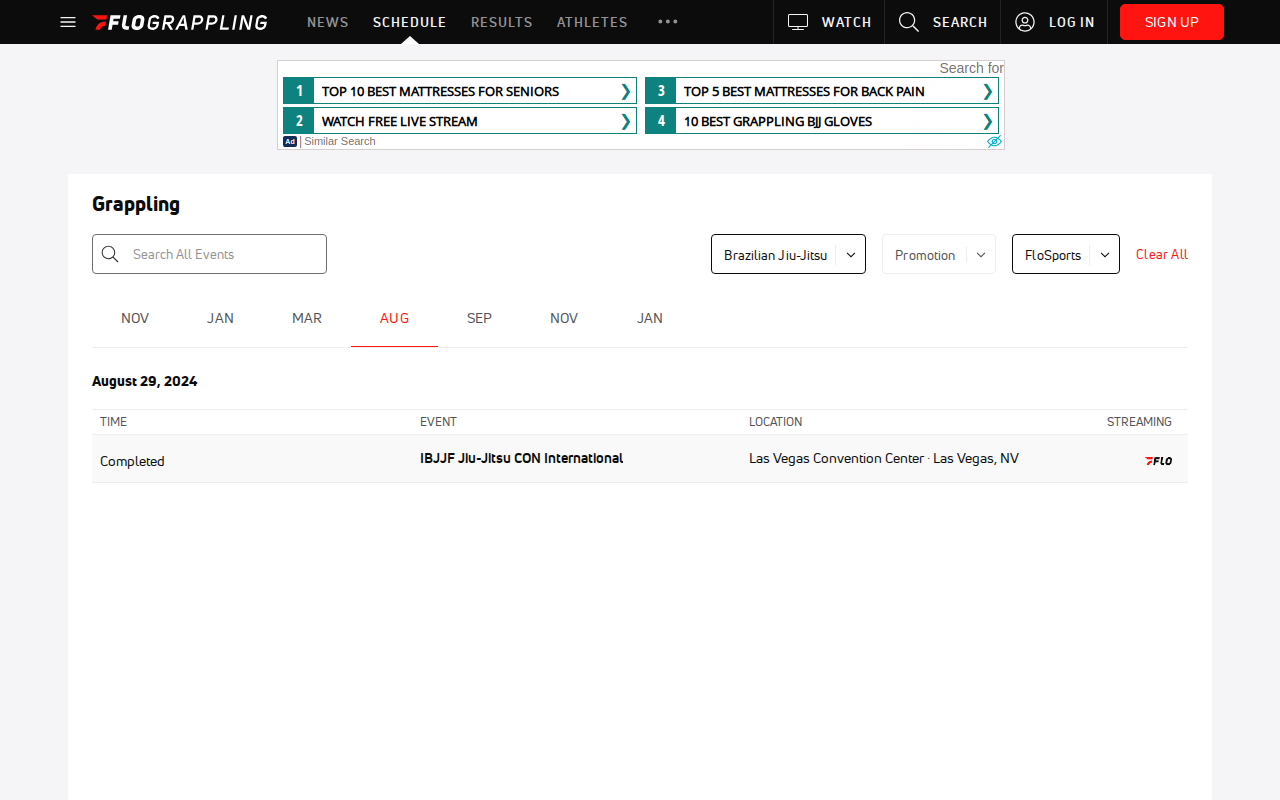 FLOGRAPPLING NEWS SCHEDULE RESULTS ATHLETES WATCH SEARCH LOG IN SIGN UP
Search for
1 TOP 10 BEST MATTRESSES FOR SENIORS ❯
3 TOP 5 BEST MATTRESSES FOR BACK PAIN ❯
2 WATCH FREE LIVE STREAM ❯
4 10 BEST GRAPPLING BJJ GLOVES ❯
Ad | Similar Search
Grappling
Search All Events Brazilian Jiu-Jitsu Promotion FloSports Clear All
NOV JAN MAR AUG SEP NOV JAN
August 29, 2024
TIME EVENT LOCATION STREAMING
Completed IBJJF Jiu-Jitsu CON International Las Vegas Convention Center · Las Vegas, NV FLO